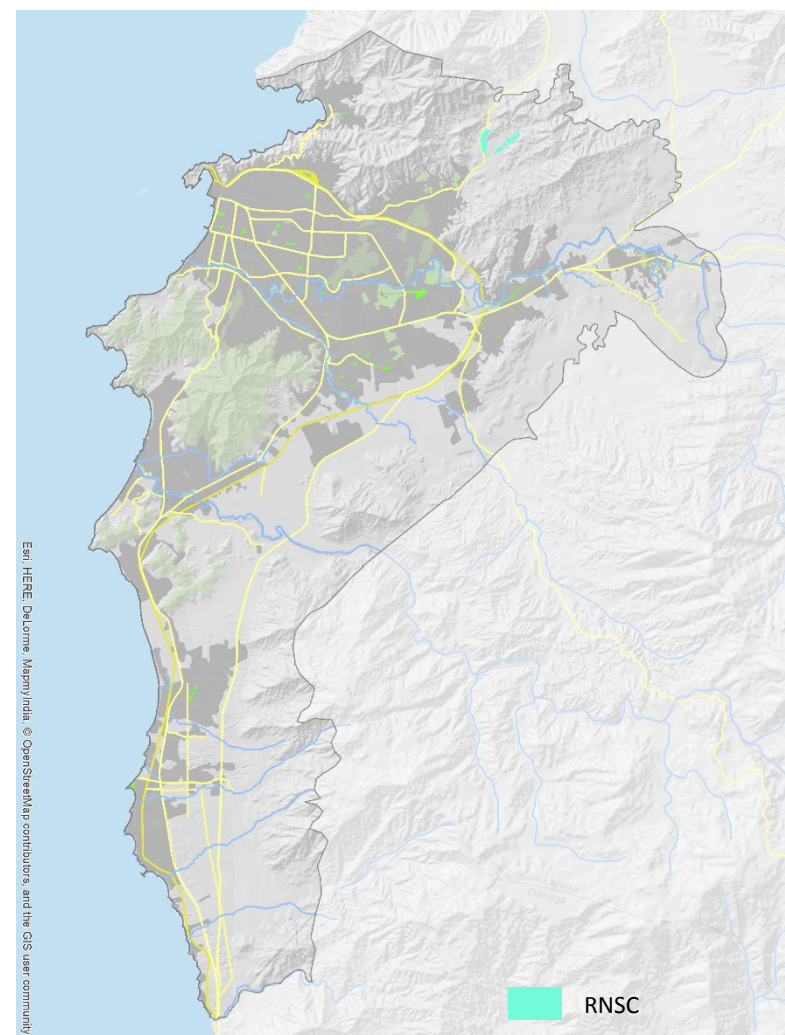 Esri, HERE, DeLorme, MapmyIndia, © OpenStreetMap contributors, and the GIS user community
RNSC